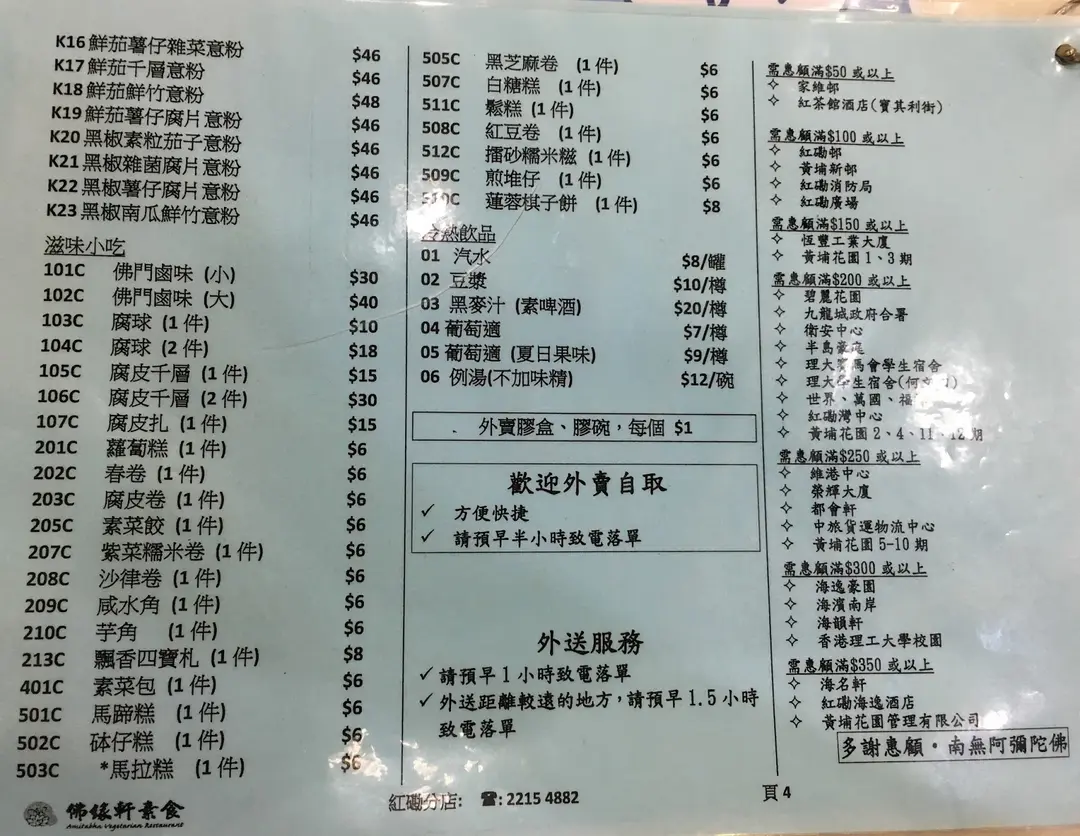 K16 鮮茄薯仔雜菜意粉 $46
K17 鮮茄千層意粉 $46
K18 鮮茄鮮竹意粉 $48
K19 鮮茄薯仔腐片意粉 $46
K20 黑椒素粒茄子意粉 $46
K21 黑椒雜菌腐片意粉 $46
K22 黑椒薯仔腐片意粉 $46
K23 黑椒南瓜鮮竹意粉 $46
滋味小吃
101C 佛門鹵味 (小) $30
102C 佛門鹵味 (大) $40
103C 腐球 (1 件) $10
104C 腐球 (2 件) $18
105C 腐皮千層 (1 件) $15
106C 腐皮千層 (2 件) $30
107C 腐皮扎 (1 件) $15
201C 蘿蔔糕 (1 件) $6
202C 春卷 (1 件) $6
203C 腐皮卷 (1 件) $6
205C 素菜餃 (1 件) $6
207C 紫菜糯米卷 (1 件) $6
208C 沙律卷 (1 件) $6
209C 咸水角 (1 件) $6
210C 芋角 (1 件) $6
213C 飄香四寶札 (1 件) $8
401C 素菜包 (1 件) $6
501C 馬蹄糕 (1 件) $6
502C 砵仔糕 (1 件) $6
503C *馬拉糕 (1 件) $6
佛緣軒素食
Amitabha Vegetarian Restaurant
505C 黑芝麻卷 (1 件) $6
507C 白糖糕 (1 件) $6
511C 鬆糕 (1 件) $6
508C 紅豆卷 (1 件) $6
512C 擂砂糯米糍 (1 件) $6
509C 煎堆仔 (1 件) $6
510C 蓮蓉棋子餅 (1 件) $8
冷熱飲品
01 汽水 $8/罐
02 豆漿 $10/樽
03 黑麥汁 (素啤酒) $20/樽
04 葡萄適 $7/樽
05 葡萄適 (夏日果味) $9/樽
06 例湯(不加味精) $12/碗
外賣膠盒、膠碗，每個 $1
歡迎外賣自取
✓ 方便快捷
✓ 請預早半小時致電落單
外送服務
✓ 請預早 1 小時致電落單
✓ 外送距離較遠的地方，請預早 1.5 小時
致電落單
紅磡分店: ☎: 2215 4882
需惠顧滿$50 或以上
✧ 家維邨
✧ 紅茶館酒店(寶其利街)
需惠顧滿$100 或以上
✧ 紅磡邨
✧ 黃埔新邨
✧ 紅磡消防局
✧ 紅磡廣場
需惠顧滿$150 或以上
✧ 恆豐工業大廈
✧ 黃埔花園 1、3 期
需惠顧滿$200 或以上
✧ 碧麗花園
✧ 九龍城政府合署
✧ 衛安中心
✧ 半島豪庭
✧ 理大賽馬會學生宿舍
✧ 理大學生宿舍(何文田)
✧ 世界、萬國、福
✧ 紅磡灣中心
✧ 黃埔花園 2、4、11、12 期
需惠顧滿$250 或以上
✧ 維港中心
✧ 榮輝大廈
✧ 都會軒
✧ 中旅貨運物流中心
✧ 黃埔花園 5-10 期
需惠顧滿$300 或以上
✧ 海逸豪園
✧ 海濱南岸
✧ 海韻軒
✧ 香港理工大學校園
需惠顧滿$350 或以上
✧ 海名軒
✧ 紅磡海逸酒店
✧ 黃埔花園管理有限公司
多謝惠顧・南無阿彌陀佛
頁 4